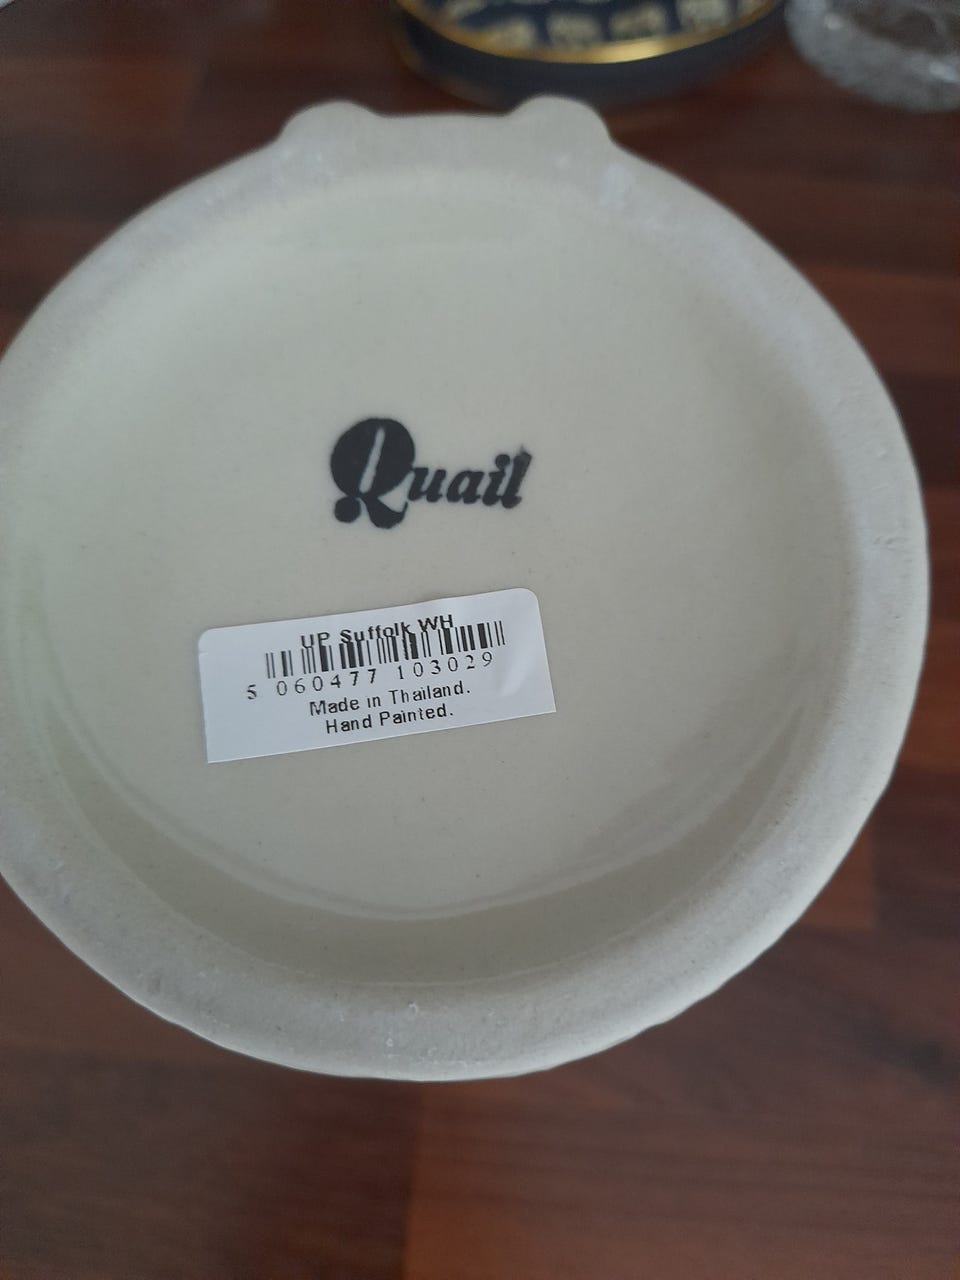 Quail
UP Suffolk WH
5 060477 103029
Made in Thailand.
Hand Painted.